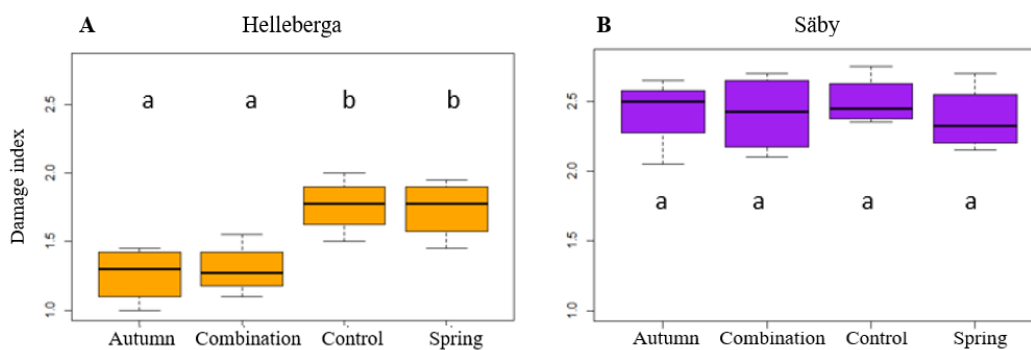 A Helleberga
B Säby
Damage index
2.5
2.0
1.5
1.0
a a b b
Autumn Combination Control Spring
2.5
2.0
1.5
1.0
a a a a
Autumn Combination Control Spring